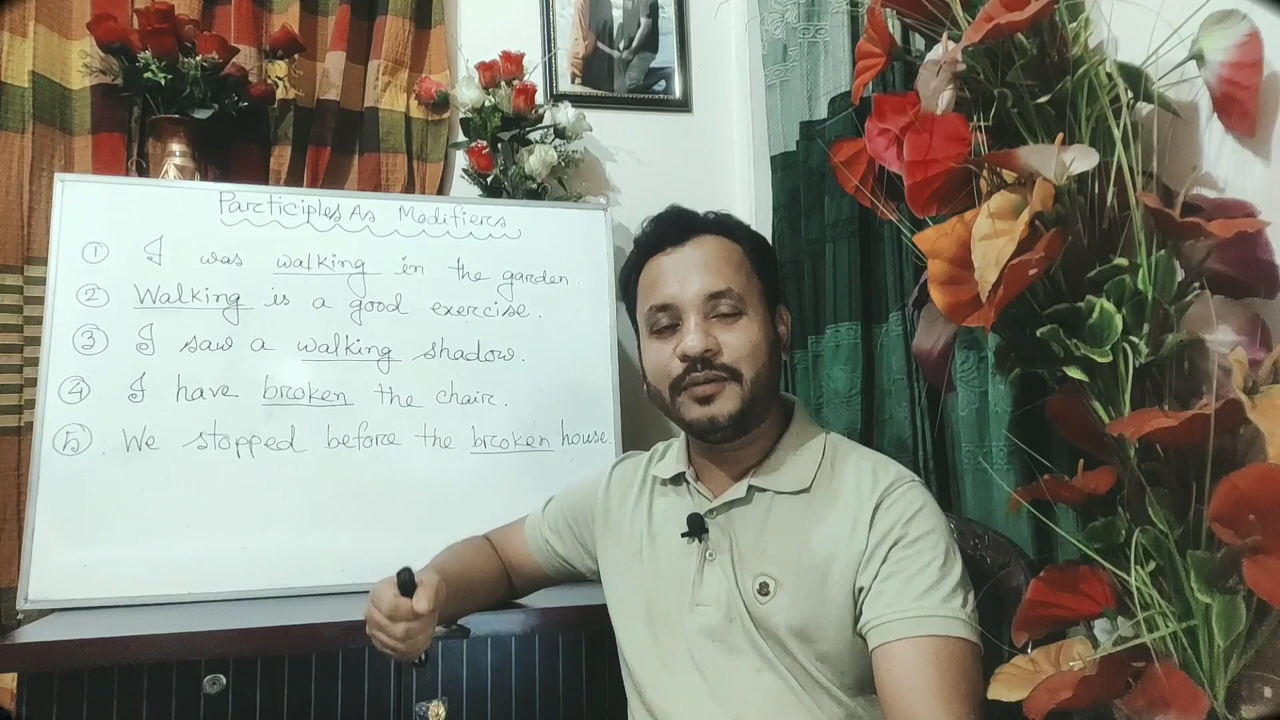 Participles As Modifiers
① I was walking in the garden.
② Walking is a good exercise.
③ I saw a walking shadow.
④ I have broken the chair.
⑤ We stopped before the broken house.